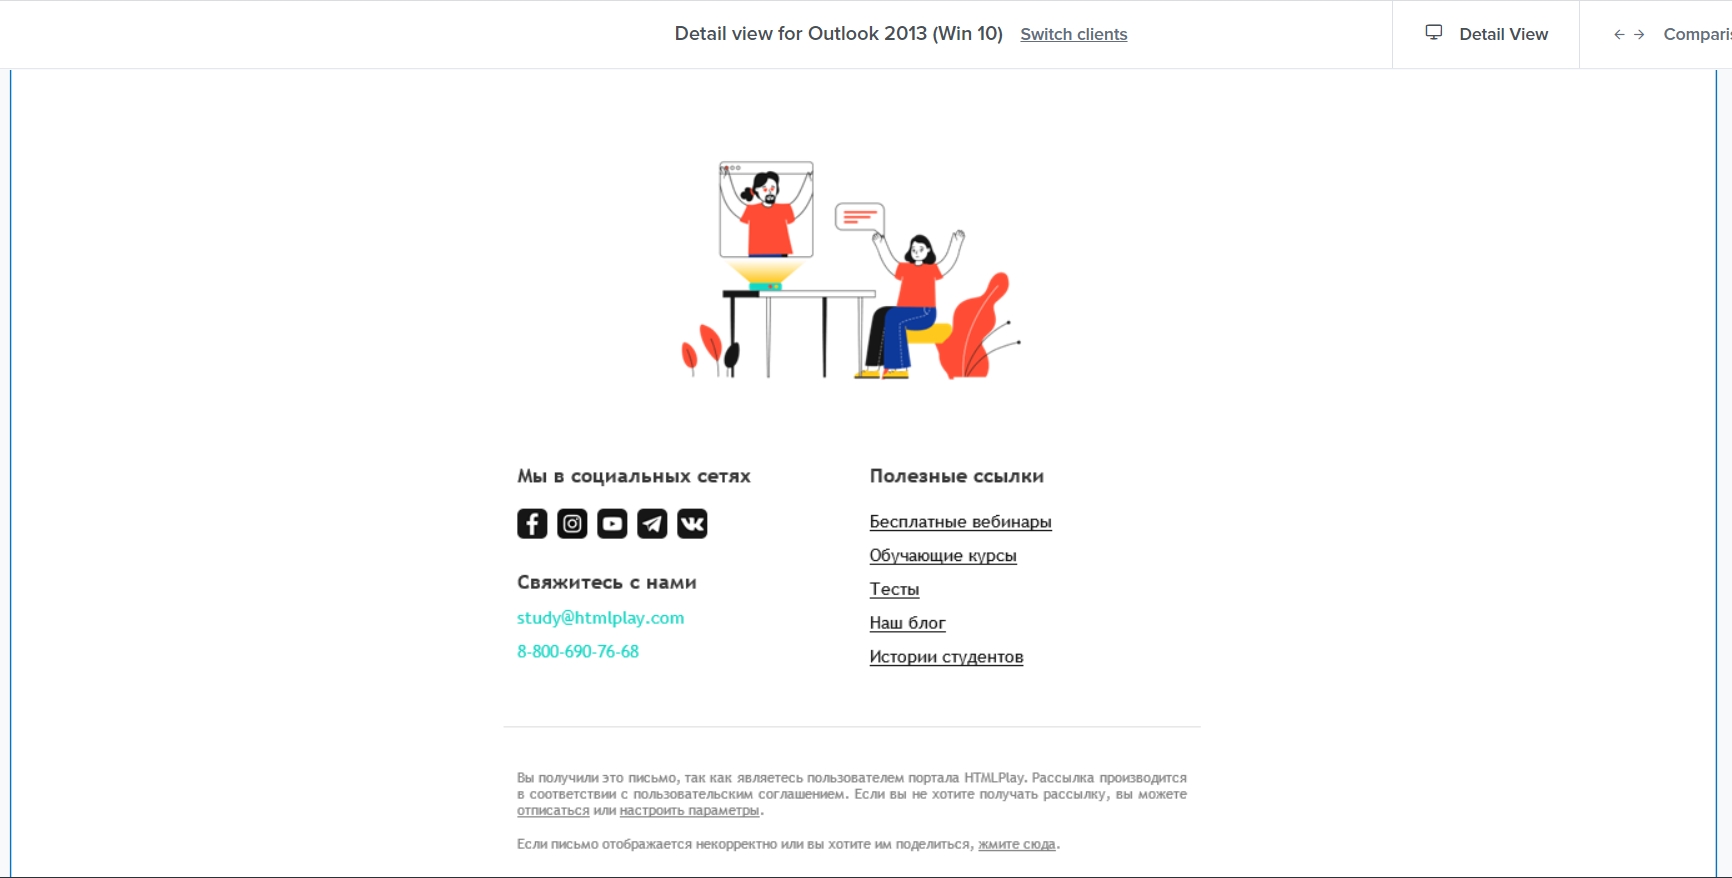 Detail view for Outlook 2013 (Win 10) Switch clients
Detail View
Comparis
Мы в социальных сетях
Свяжитесь с нами
study@htmlplay.com
8-800-690-76-68
Полезные ссылки
Бесплатные вебинары
Обучающие курсы
Тесты
Наш блог
Истории студентов
Вы получили это письмо, так как являетесь пользователем портала HTMLPlay. Рассылка производится
в соответствии с пользовательским соглашением. Если вы не хотите получать рассылку, вы можете
отписаться или настроить параметры.
Если письмо отображается некорректно или вы хотите им поделиться, жмите сюда.